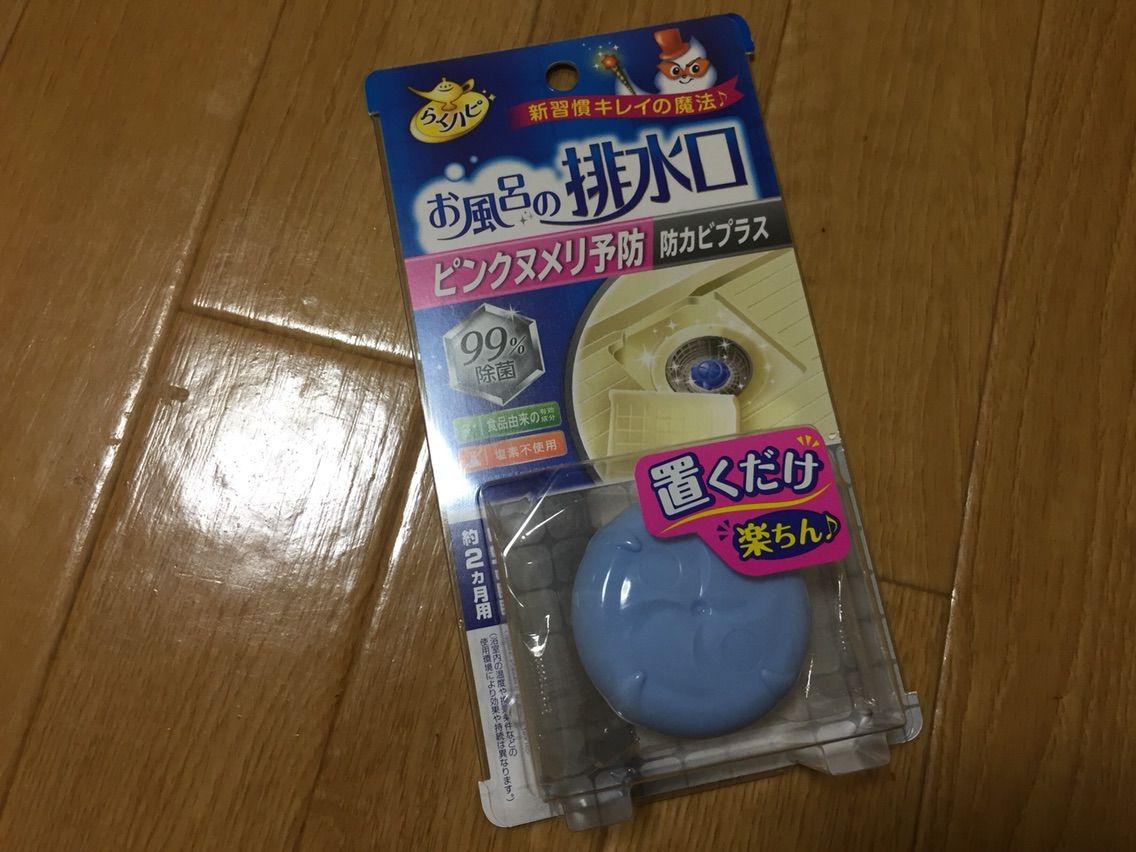 らくハピ
新習慣キレイの魔法♪
お風呂の排水口
ピンクヌメリ予防 防カビプラス
99%
除菌
食品由来の有効成分
塩素不使用
置くだけ
楽ちん♪
約2カ月用
使用環境により効果や持続は異なります。)